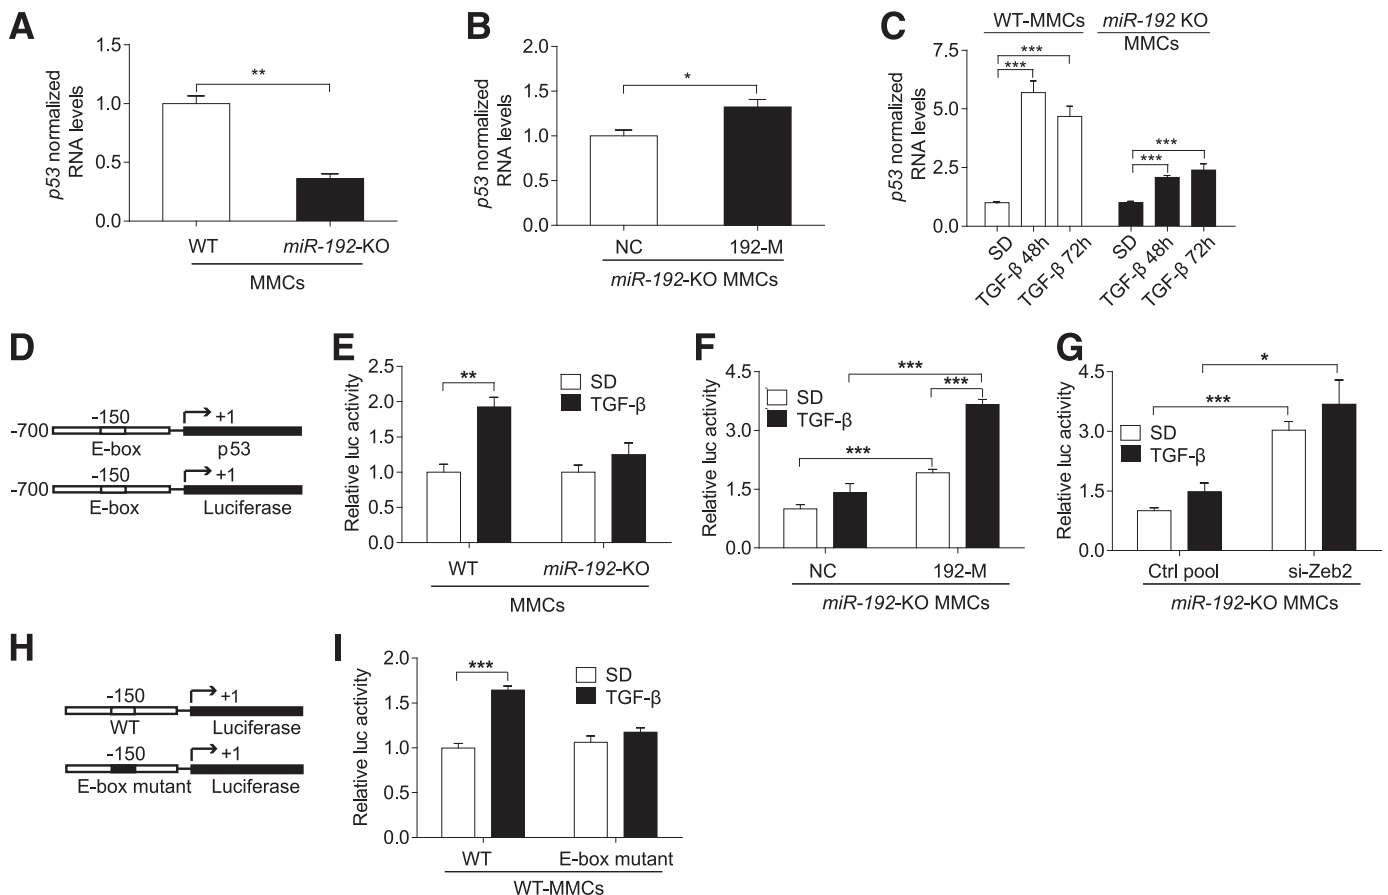 A
p53 normalized
RNA levels
1.5
1.0
0.5
0.0
**
WT
miR-192-KO
MMCs
B
p53 normalized
RNA levels
2.0
1.5
1.0
0.5
0.0
*
NC
192-M
miR-192-KO MMCs
C
WT-MMCs
miR-192 KO
MMCs
p53 normalized
RNA levels
7.5
5.0
2.5
0.0
***
***
***
***
SD
TGF-β 48h
TGF-β 72h
SD
TGF-β 48h
TGF-β 72h
D
-150
+1
-700
E-box
p53
-150
+1
-700
E-box
Luciferase
E
Relative luc activity
2.5
2.0
1.5
1.0
0.5
0.0
**
SD
TGF-β
WT
miR-192-KO
MMCs
F
Relative luc activity
4.5
3.0
1.5
0.0
SD
TGF-β
***
***
***
NC
192-M
miR-192-KO MMCs
G
Relative luc activity
4.5
3.0
1.5
0.0
SD
TGF-β
*
***
Ctrl pool
si-Zeb2
miR-192-KO MMCs
H
-150
+1
WT
Luciferase
-150
+1
E-box mutant
Luciferase
I
Relative luc activity
2.0
1.5
1.0
0.5
0.0
***
SD
TGF-β
WT
E-box mutant
WT-MMCs